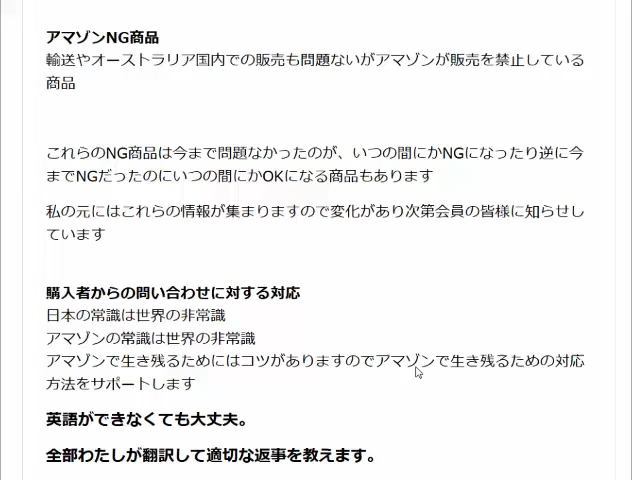 アマゾンNG商品
輸送やオーストラリア国内での販売も問題ないがアマゾンが販売を禁止している
商品
これらのNG商品は今まで問題なかったのが、いつの間にかNGになったり逆に今
までNGだったのにいつの間にかOKになる商品もあります
私の元にはこれらの情報が集まりますので変化があり次第会員の皆様に知らせし
ています
購入者からの問い合わせに対する対応
日本の常識は世界の非常識
アマゾンの常識は世界の非常識
アマゾンで生き残るためにはコツがありますのでアマゾンで生き残るための対応
方法をサポートします
英語ができなくても大丈夫。
全部わたしが翻訳して適切な返事を教えます。